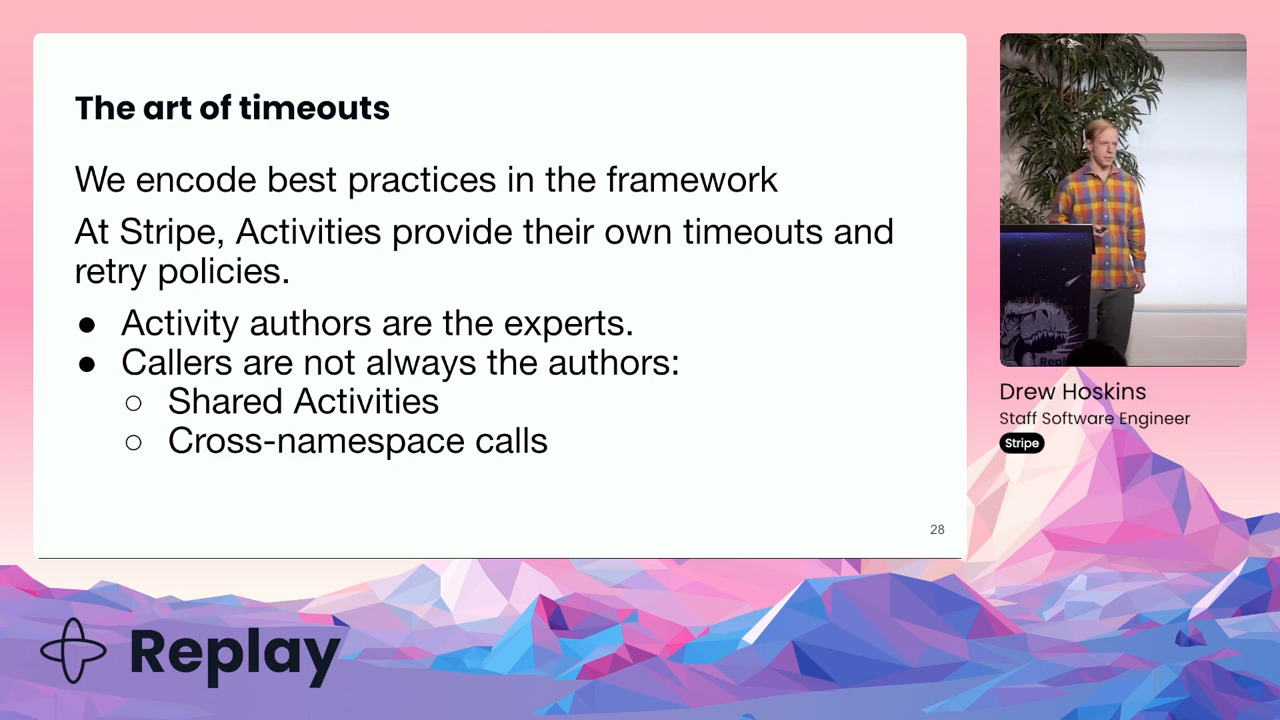 The art of timeouts
We encode best practices in the framework
At Stripe, Activities provide their own timeouts and
retry policies.
● Activity authors are the experts.
● Callers are not always the authors:
○ Shared Activities
○ Cross-namespace calls
28
Drew Hoskins
Staff Software Engineer
Stripe
Replay